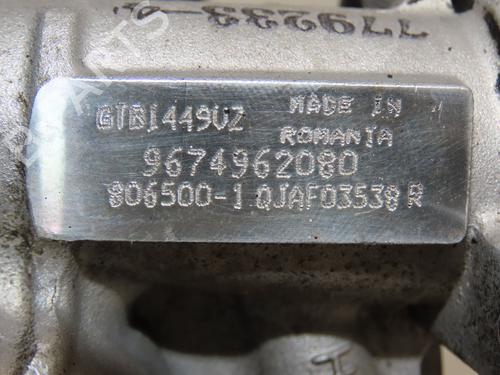 GTB1449VZ MADE IN
ROMANIA
9674962080
806500-1 QJAF03538 R